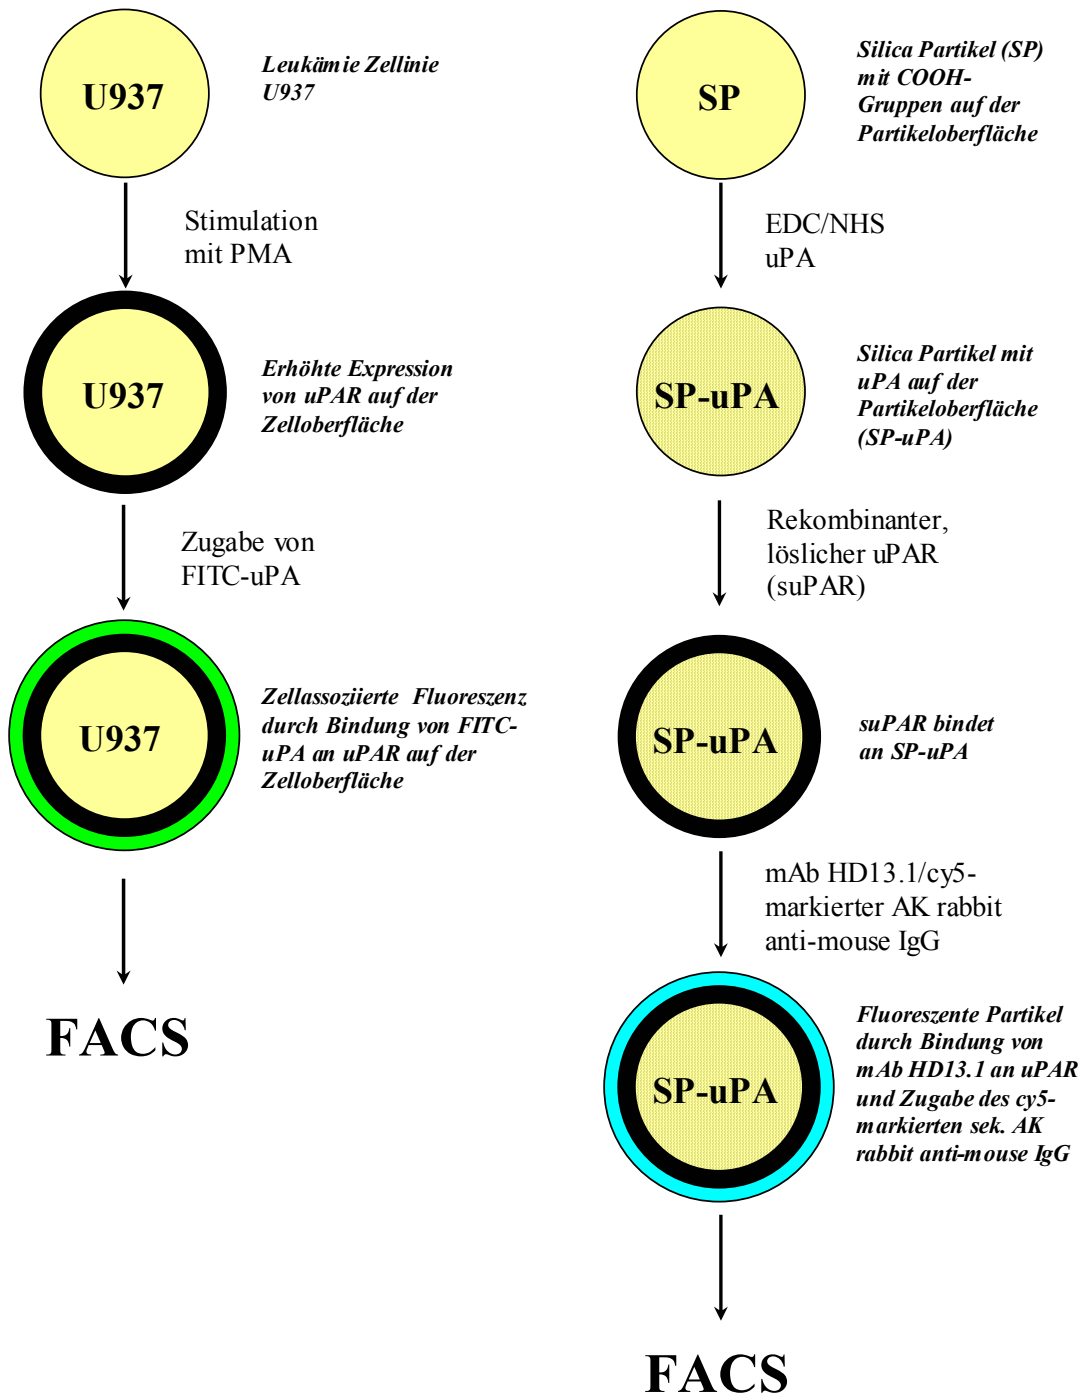 U937
Leukämie Zellinie
U937
Stimulation
mit PMA
U937
Erhöhte Expression
von uPAR auf der
Zelloberfläche
Zugabe von
FITC-uPA
U937
Zellassoziierte Fluoreszenz
durch Bindung von FITC-
uPA an uPAR auf der
Zelloberfläche
FACS
SP
Silica Partikel (SP)
mit COOH-
Gruppen auf der
Partikeloberfläche
EDC/NHS
uPA
SP-uPA
Silica Partikel mit
uPA auf der
Partikeloberfläche
(SP-uPA)
Rekombinanter,
löslicher uPAR
(suPAR)
SP-uPA
suPAR bindet
an SP-uPA
mAb HD13.1/cy5-
markierter AK rabbit
anti-mouse IgG
SP-uPA
Fluoreszente Partikel
durch Bindung von
mAb HD13.1 an uPAR
und Zugabe des cy5-
markierten sek. AK
rabbit anti-mouse IgG
FACS